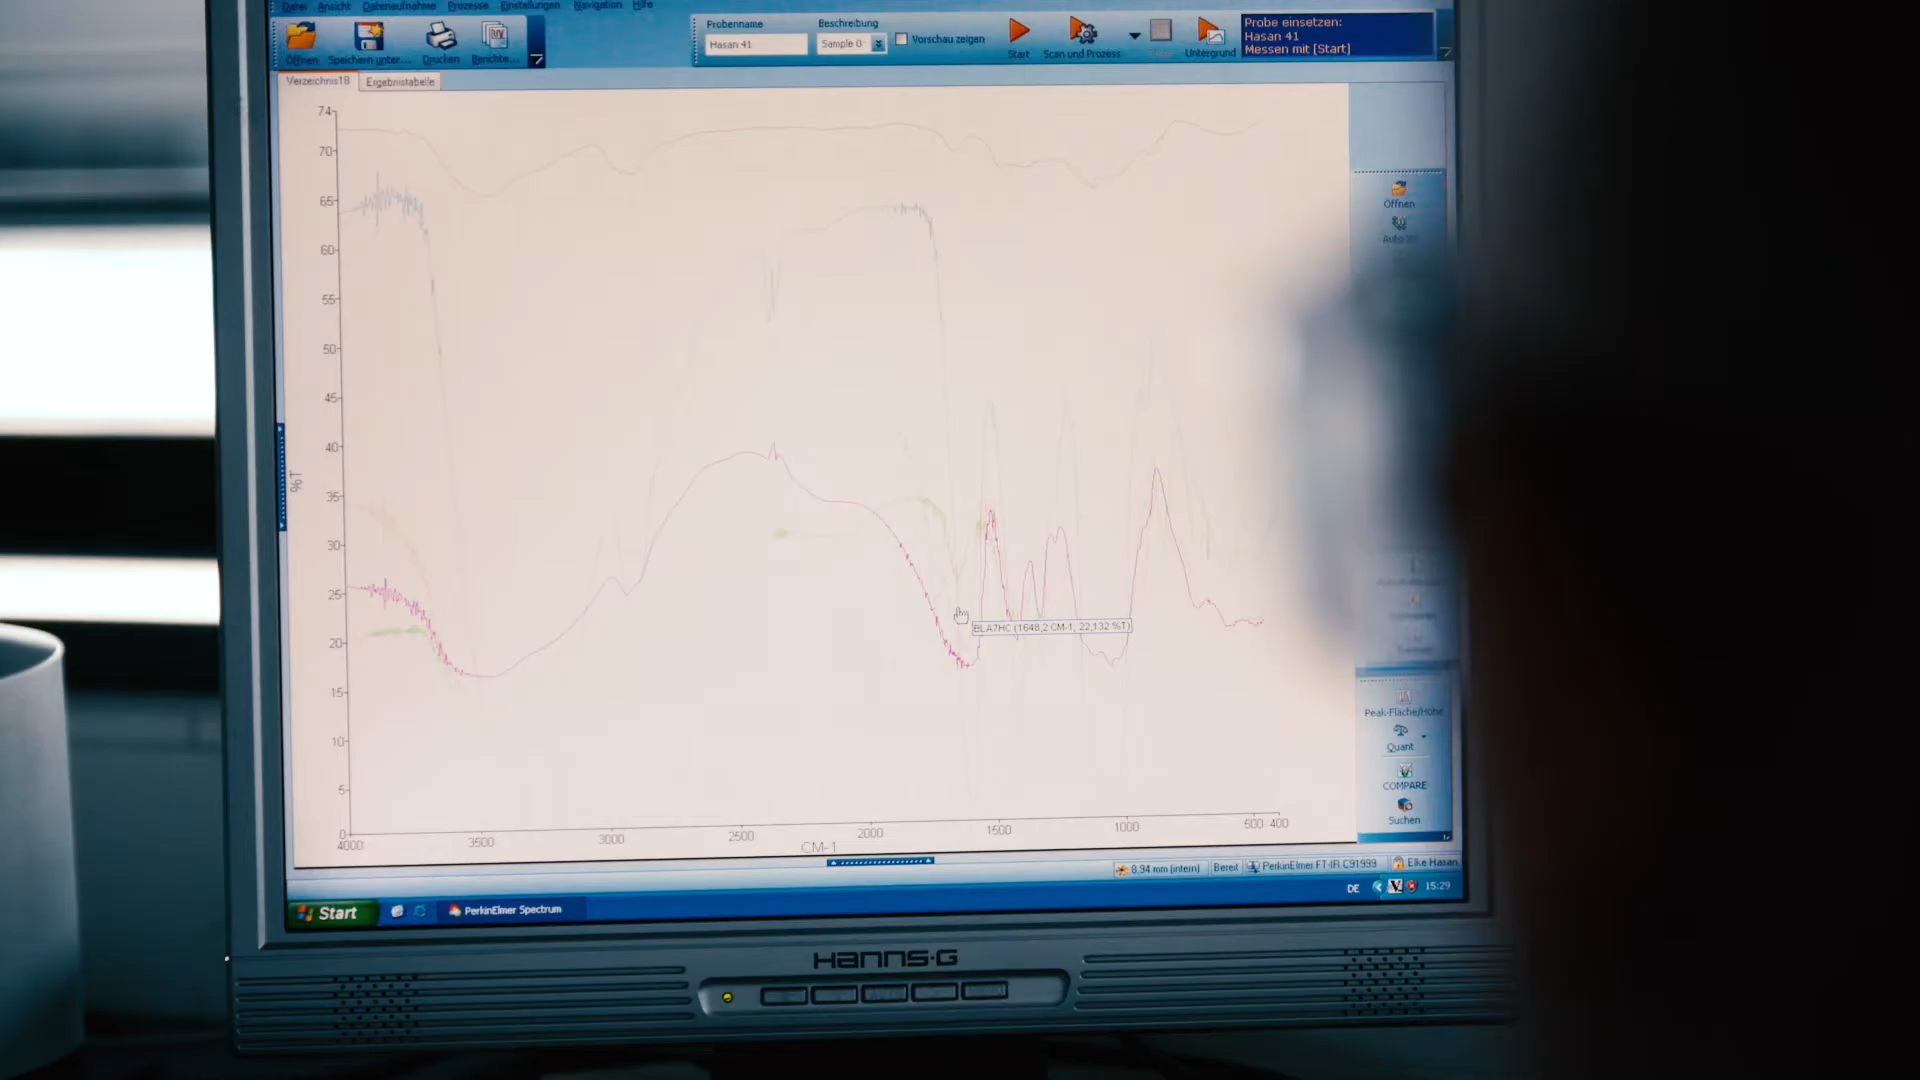 Datei Ansicht Datenaufnahme Prozesse Einstellungen Navigation Hilfe
Öffnen Speichern unter... Drucken Berichte...
Probenname
Hasan 41
Beschreibung
Sample 0
Vorschau zeigen
Start Scan und Prozess Untergrund
Probe einsetzen:
Hasan 41
Messen mit [Start]
Verzeichnis18 Ergebnistabelle
74
70
65
60
55
50
45
40
35
30
25
20
15
10
5
0
%T
4000 3500 3000 2500 2000 1500 1000 500 400
CM-1
BLA7HC (1648,2 CM-1, 22,132 %T)
Öffnen
Peak-Fläche/Höhe
Quant
COMPARE
Suchen
8.94 mm (intern) Bereit PerkinElmer FT-IR C91999 Elke Hasan
Start PerkinElmer Spectrum DE 15:29
HANNS·G